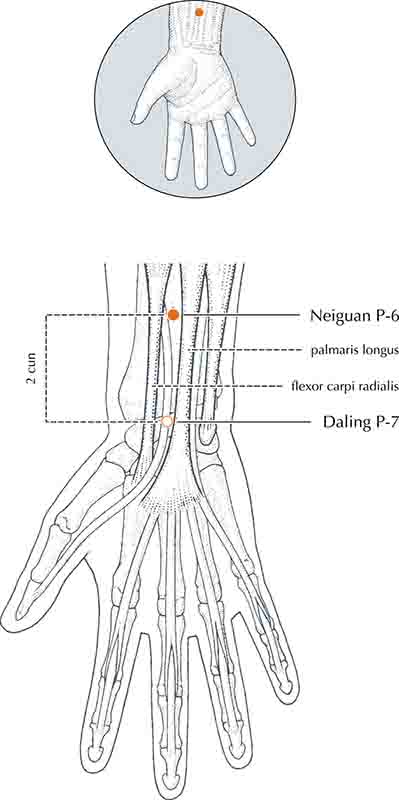 Neiguan P-6
palmaris longus
2 cun
flexor carpi radialis
Daling P-7